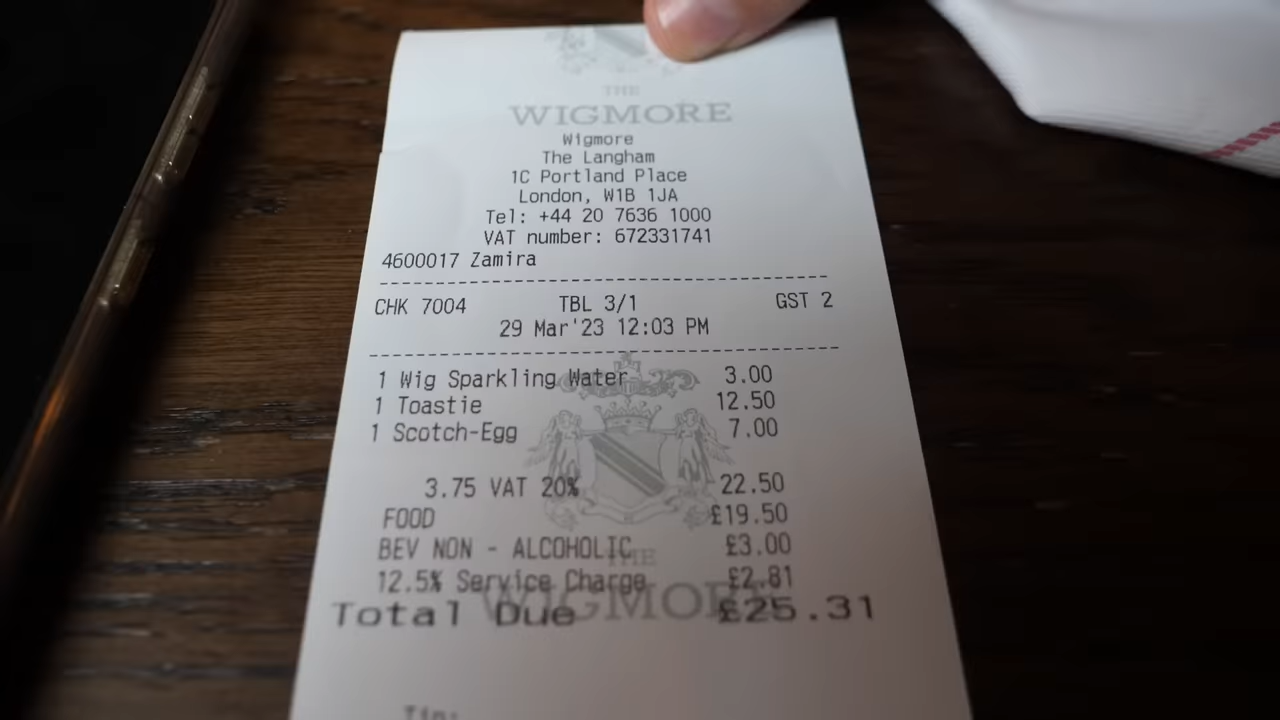 THE
WIGMORE
Wigmore
The Langham
1C Portland Place
London, W1B 1JA
Tel: +44 20 7636 1000
VAT number: 672331741
4600017 Zamira
CHK 7004 TBL 3/1 GST 2
29 Mar'23 12:03 PM
1 Wig Sparkling Water 3.00
1 Toastie 12.50
1 Scotch-Egg 7.00
3.75 VAT 20% 22.50
FOOD £19.50
BEV NON - ALCOHOLIC £3.00
THE
12.5% Service Charge £2.81
WIGMORE
Total Due £25.31
Tip: